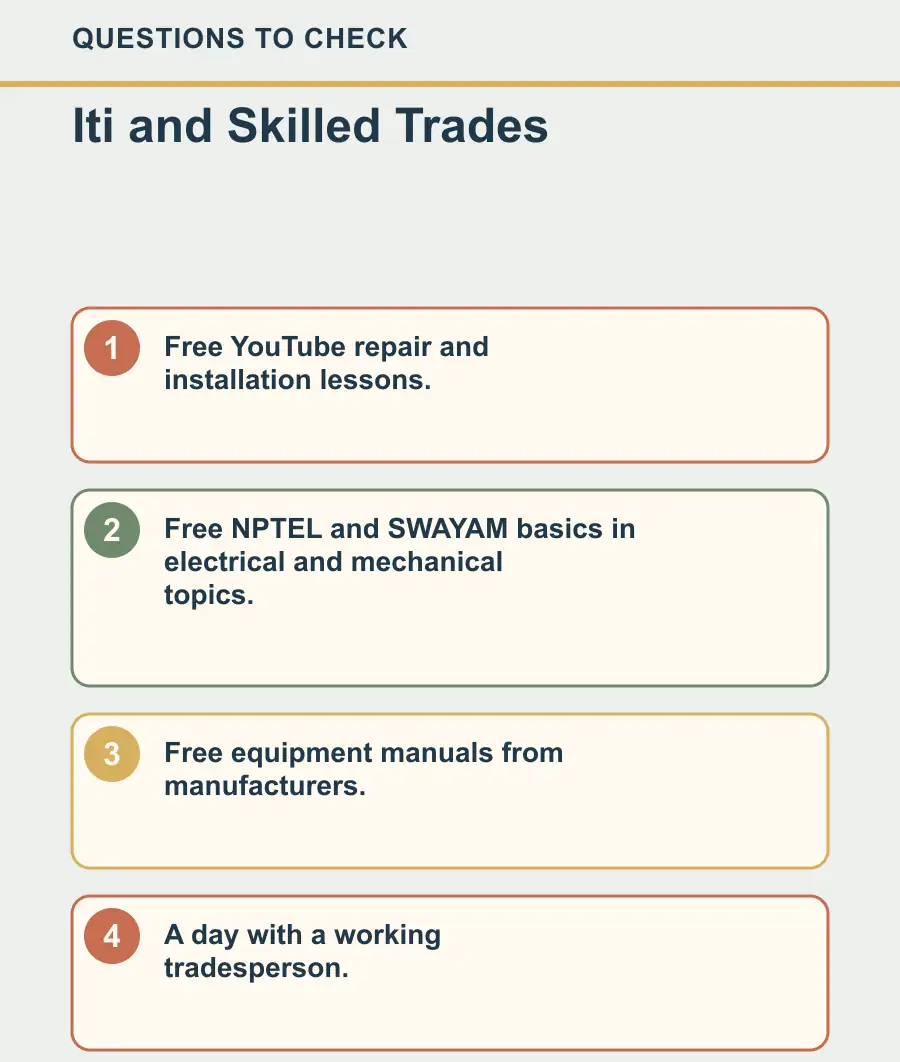 QUESTIONS TO CHECK
Iti and Skilled Trades
1
Free YouTube repair and
installation lessons.
2
Free NPTEL and SWAYAM basics in
electrical and mechanical
topics.
3
Free equipment manuals from
manufacturers.
4
A day with a working
tradesperson.